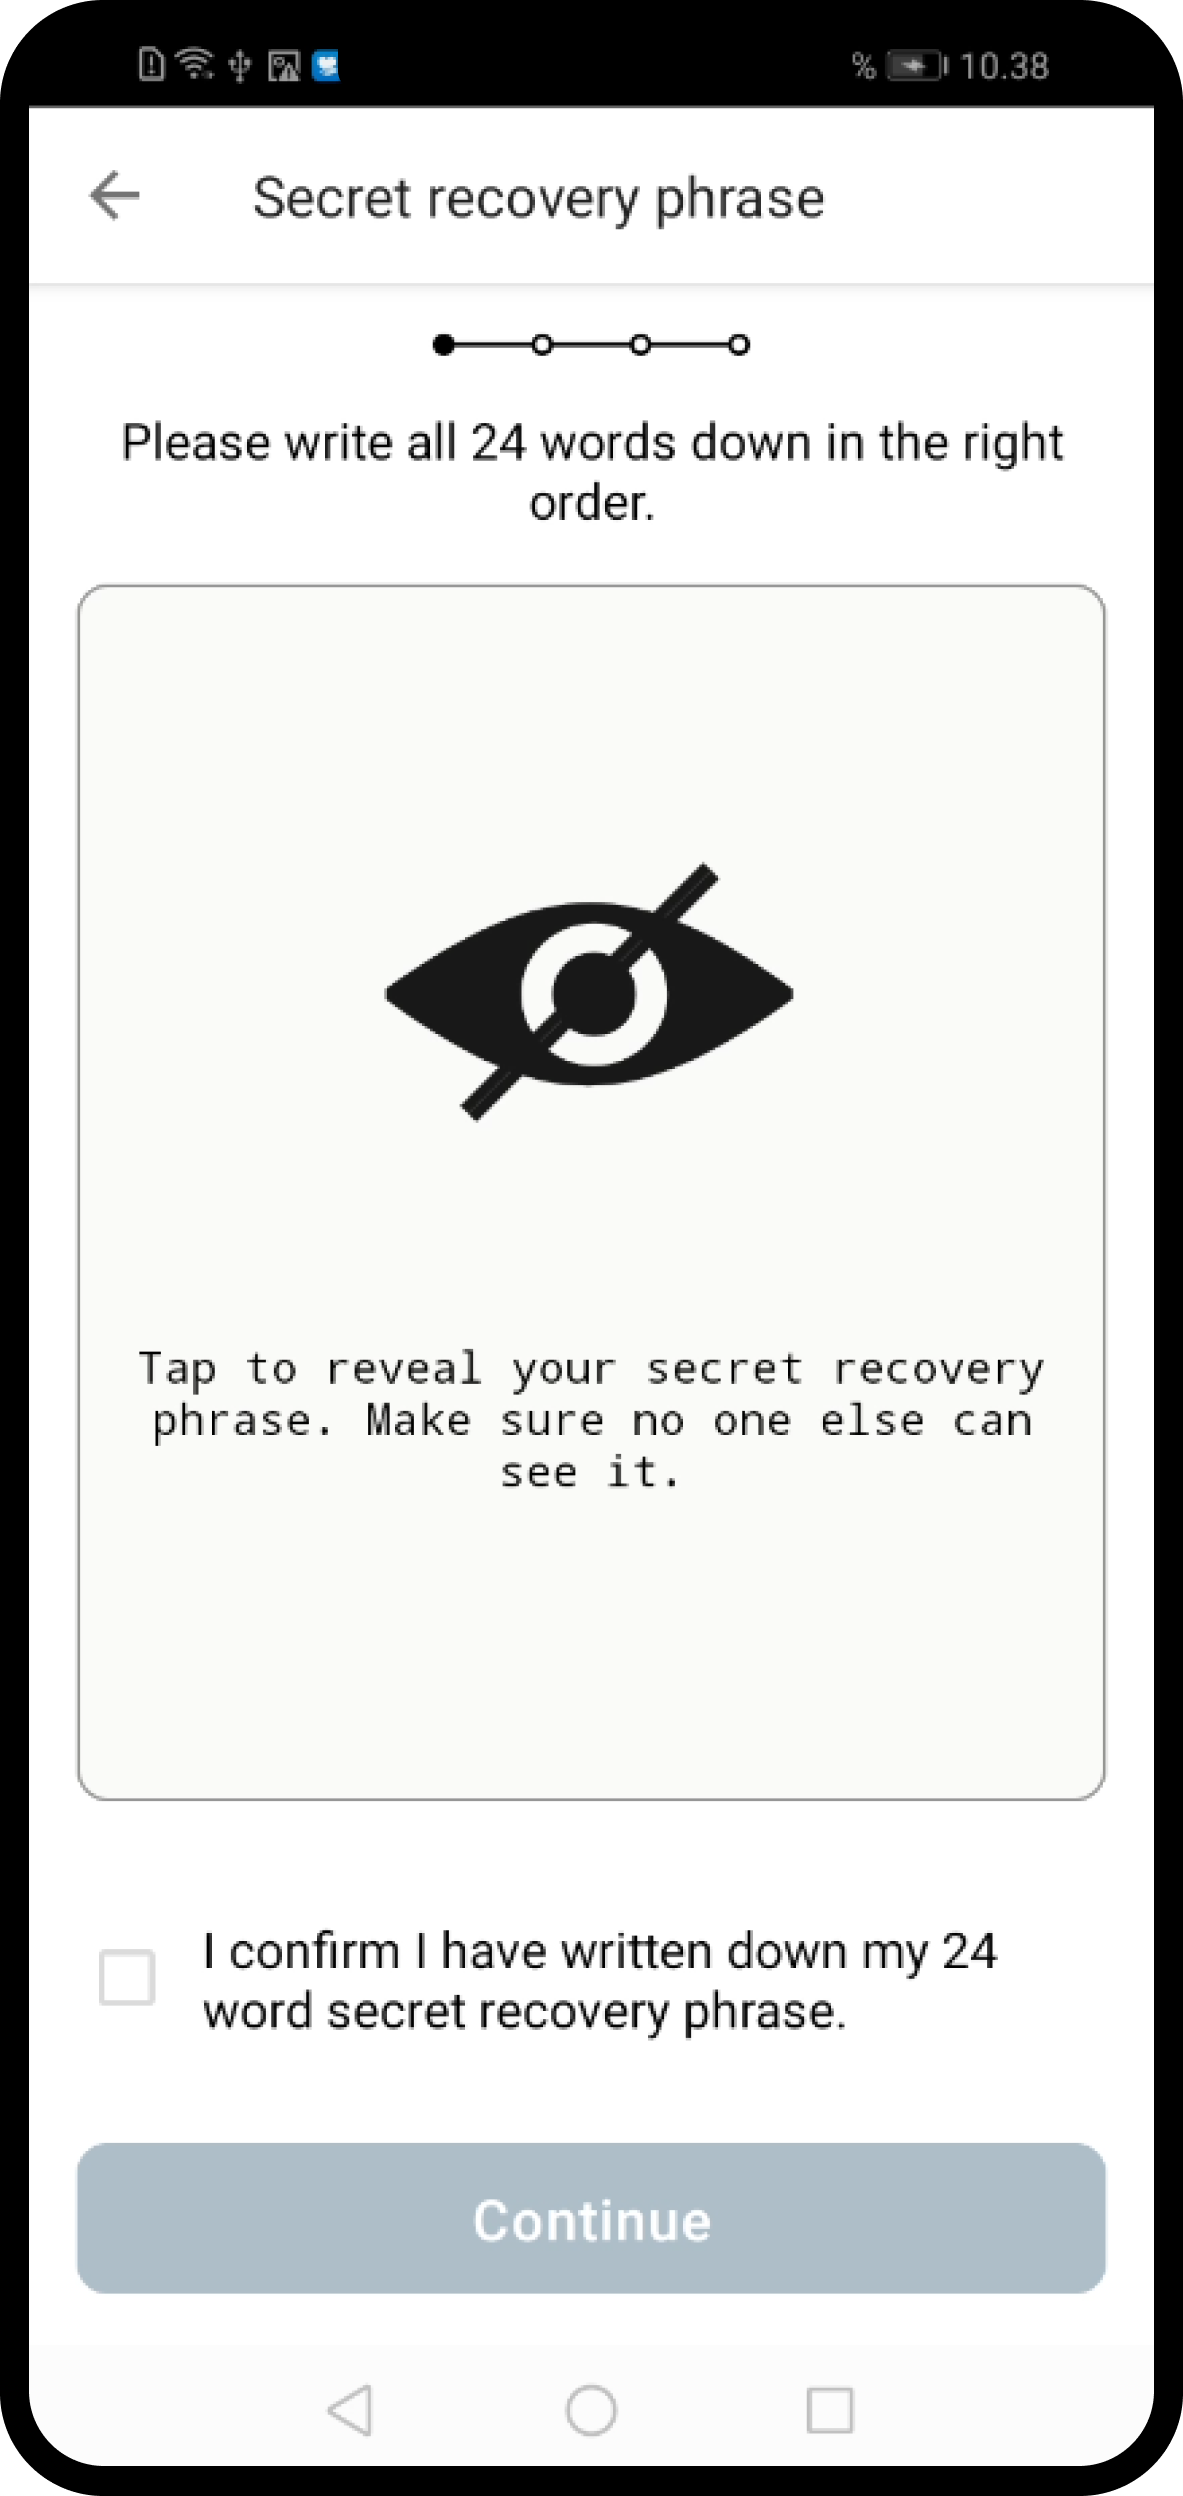 % 10.38
Secret recovery phrase
Please write all 24 words down in the right
order.
Tap to reveal your secret recovery
phrase. Make sure no one else can
see it.
I confirm I have written down my 24
word secret recovery phrase.
Continue